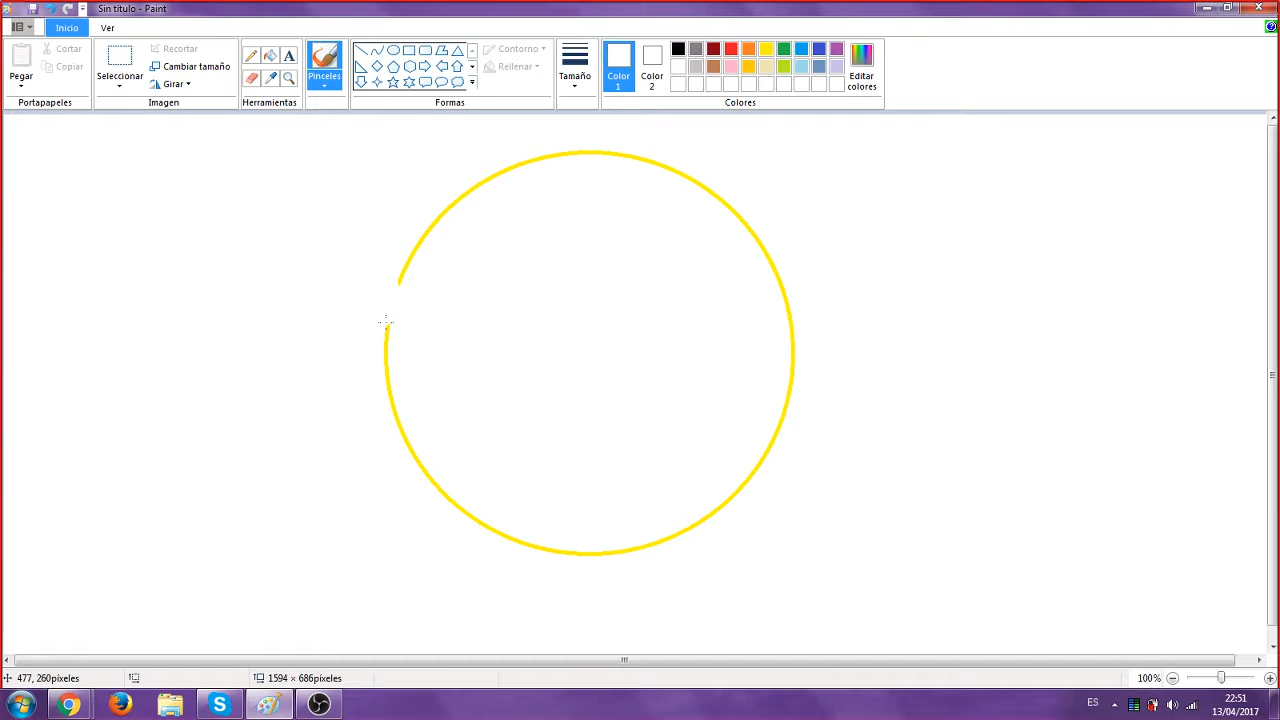 Sin título - Paint
Inicio
Ver
Pegar
Cortar
Copiar
Portapapeles
Seleccionar
Recortar
Cambiar tamaño
Girar
Imagen
A
Herramientas
Pinceles
Contorno
Rellenar
Formas
Tamaño
Color 1
Color 2
Editar colores
Colores
477, 260píxeles
1594 × 686píxeles
100%
ES
22:51
13/04/2017